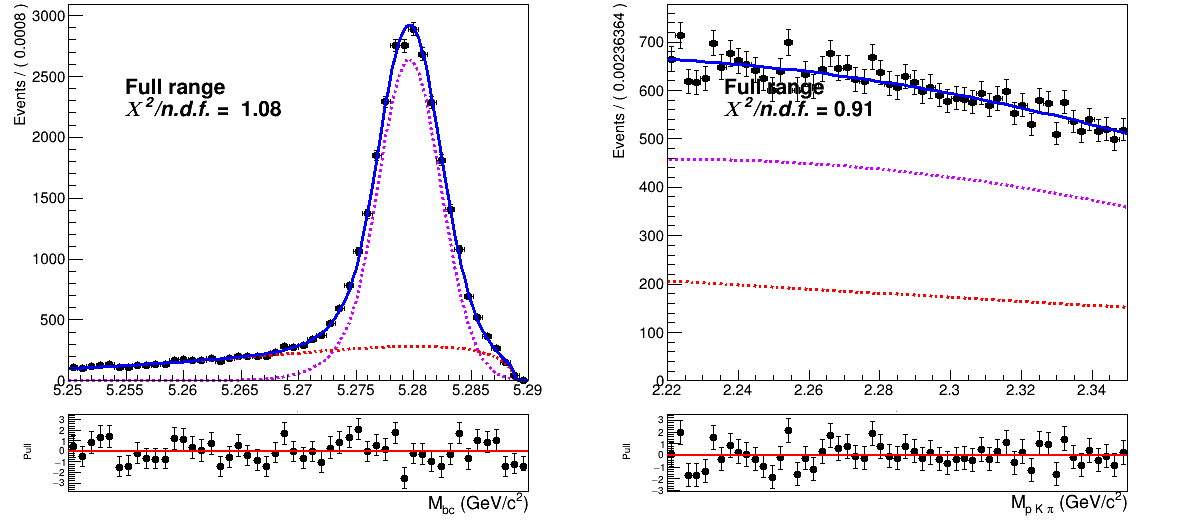 Events / ( 0.0008 )
3000
2500
2000
1500
1000
500
0
Full range
Χ²/n.d.f. = 1.08
5.25 5.255 5.26 5.265 5.27 5.275 5.28 5.285 5.29
Pull
3
2
1
0
−1
−2
−3
M_bc (GeV/c²)
Events / ( 0.00236364 )
700
600
500
400
300
200
100
0
Full range
Χ²/n.d.f. = 0.91
2.22 2.24 2.26 2.28 2.3 2.32 2.34
Pull
3
2
1
0
−1
−2
−3
M_p K π (GeV/c²)